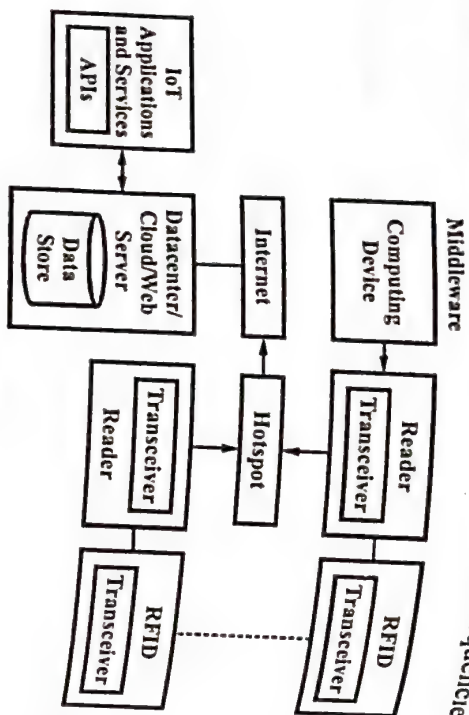 Middleware
Computing
Device
Reader
Transceiver
RFID
Transceiver
Internet
Hotspot
IoT
Applications
and Services
APIs
Datacenter/
Cloud/Web
Server
Data
Store
Transceiver
Reader
RFID
Transceiver